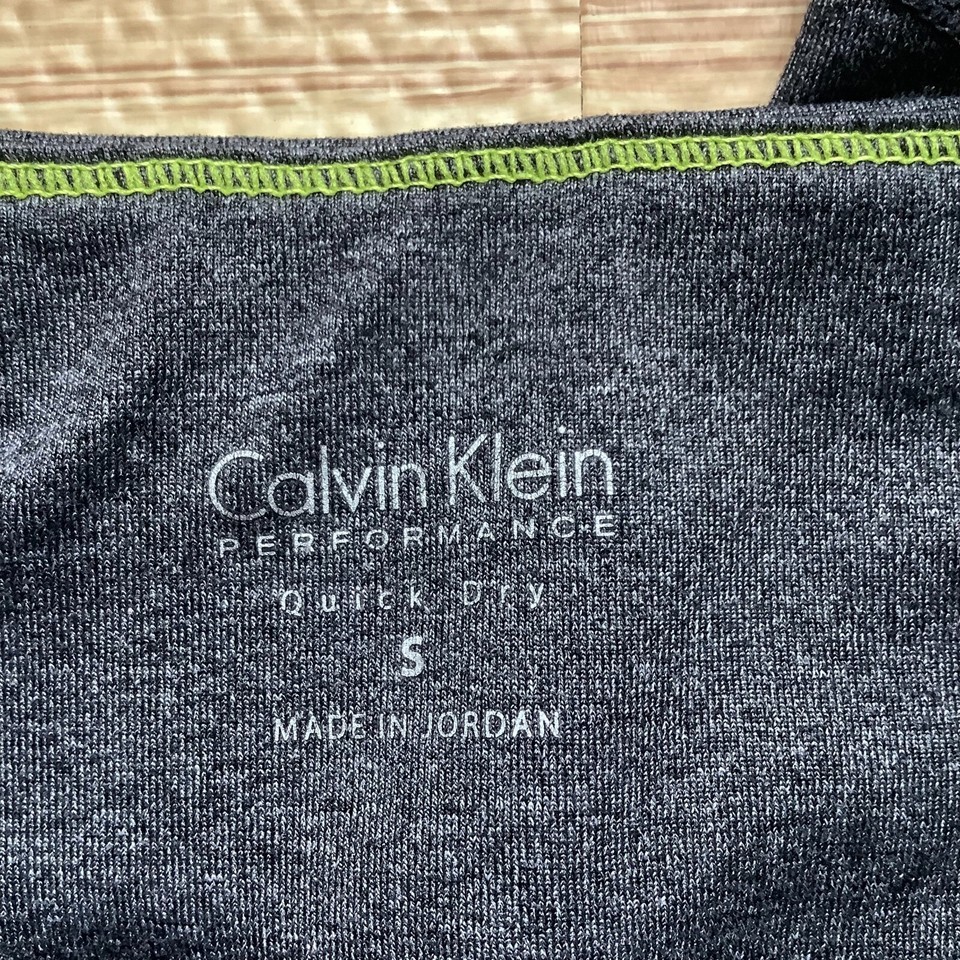 Calvin Klein
PERFORMANCE
Quick Dry
S
MADE IN JORDAN